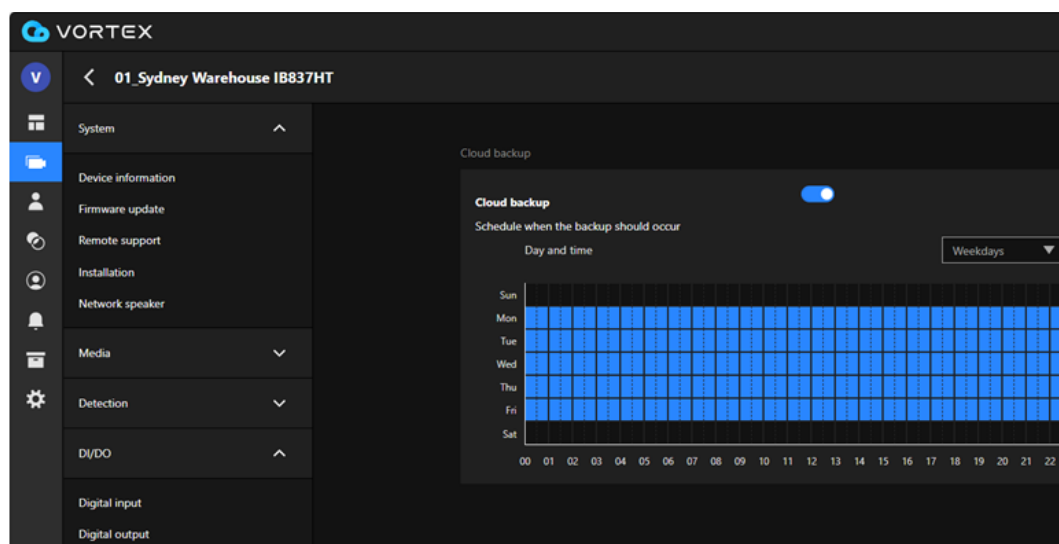 VORTEX
V
01_Sydney Warehouse IB837HT
System
Device information
Firmware update
Remote support
Installation
Network speaker
Media
Detection
DI/DO
Digital input
Digital output
Cloud backup
Cloud backup
Schedule when the backup should occur
Day and time
Weekdays
Sun
Mon
Tue
Wed
Thu
Fri
Sat
00 01 02 03 04 05 06 07 08 09 10 11 12 13 14 15 16 17 18 19 20 21 22